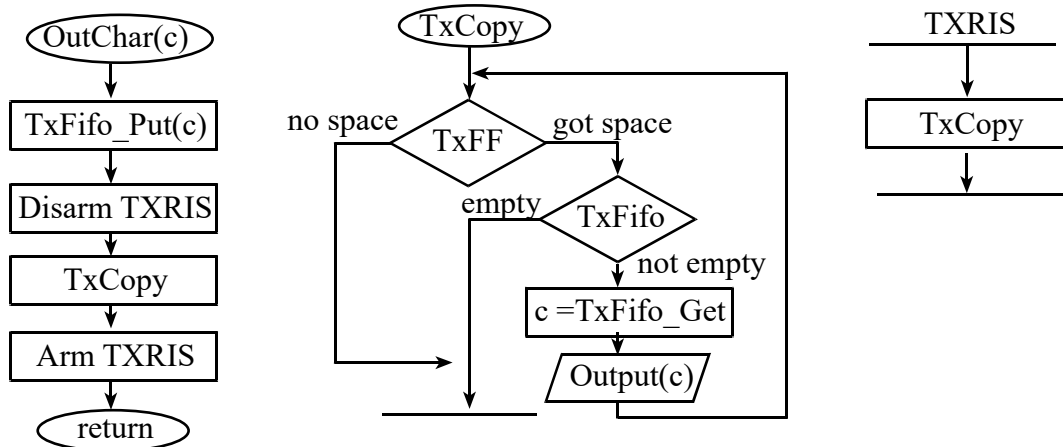 OutChar(c)
TxFifo_Put(c)
Disarm TXRIS
TxCopy
Arm TXRIS
return
TxCopy
no space
TxFF
got space
empty
TxFifo
not empty
c =TxFifo_Get
Output(c)
TXRIS
TxCopy